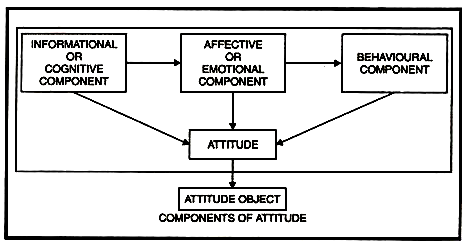 INFORMATIONAL
OR
COGNITIVE
COMPONENT
AFFECTIVE
OR
EMOTIONAL
COMPONENT
BEHAVIOURAL
COMPONENT
ATTITUDE
ATTITUDE OBJECT
COMPONENTS OF ATTITUDE